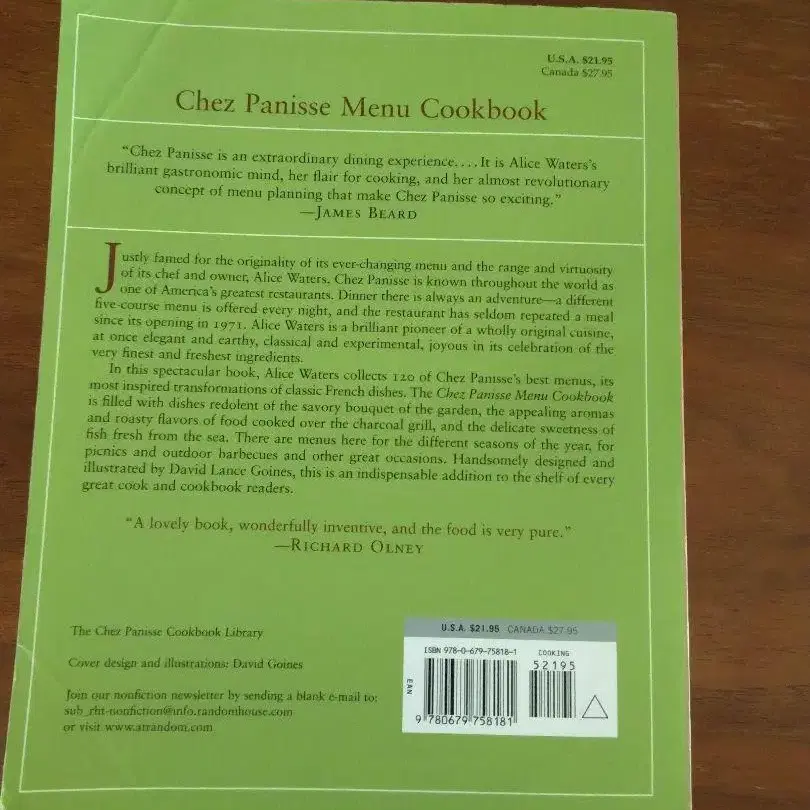 U.S.A. $21.95
Canada $27.95
Chez Panisse Menu Cookbook
“Chez Panisse is an extraordinary dining experience. . . . It is Alice Waters’s
brilliant gastronomic mind, her flair for cooking, and her almost revolutionary
concept of menu planning that make Chez Panisse so exciting.”
—JAMES BEARD
Justly famed for the originality of its ever-changing menu and the range and virtuosity
of its chef and owner, Alice Waters, Chez Panisse is known throughout the world as
one of America’s greatest restaurants. Dinner there is always an adventure—a different
five-course menu is offered every night, and the restaurant has seldom repeated a meal
since its opening in 1971. Alice Waters is a brilliant pioneer of a wholly original cuisine,
at once elegant and earthy, classical and experimental, joyous in its celebration of the
very finest and freshest ingredients.
In this spectacular book, Alice Waters collects 120 of Chez Panisse’s best menus, its
most inspired transformations of classic French dishes. The Chez Panisse Menu Cookbook
is filled with dishes redolent of the savory bouquet of the garden, the appealing aromas
and roasty flavors of food cooked over the charcoal grill, and the delicate sweetness of
fish fresh from the sea. There are menus here for the different seasons of the year, for
picnics and outdoor barbecues and other great occasions. Handsomely designed and
illustrated by David Lance Goines, this is an indispensable addition to the shelf of every
great cook and cookbook readers.
“A lovely book, wonderfully inventive, and the food is very pure.”
—RICHARD OLNEY
The Chez Panisse Cookbook Library
Cover design and illustrations: David Goines
Join our nonfiction newsletter by sending a blank e-mail to:
sub_rht-nonfiction@info.randomhouse.com
or visit www.atrandom.com
U.S.A. $21.95 CANADA $27.95
ISBN 978-0-679-75818-1
COOKING
52195
EAN
9 780679 758181